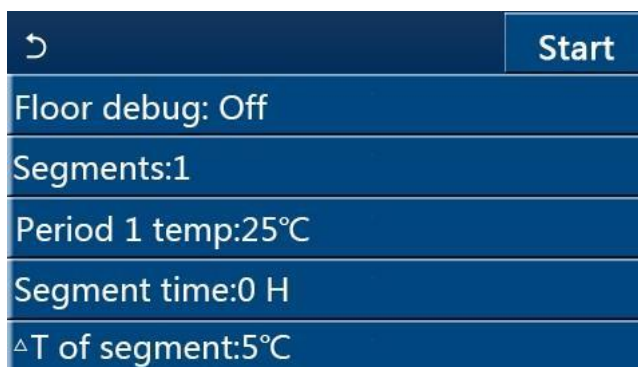 Start
Floor debug: Off
Segments:1
Period 1 temp:25℃
Segment time:0 H
△T of segment:5℃